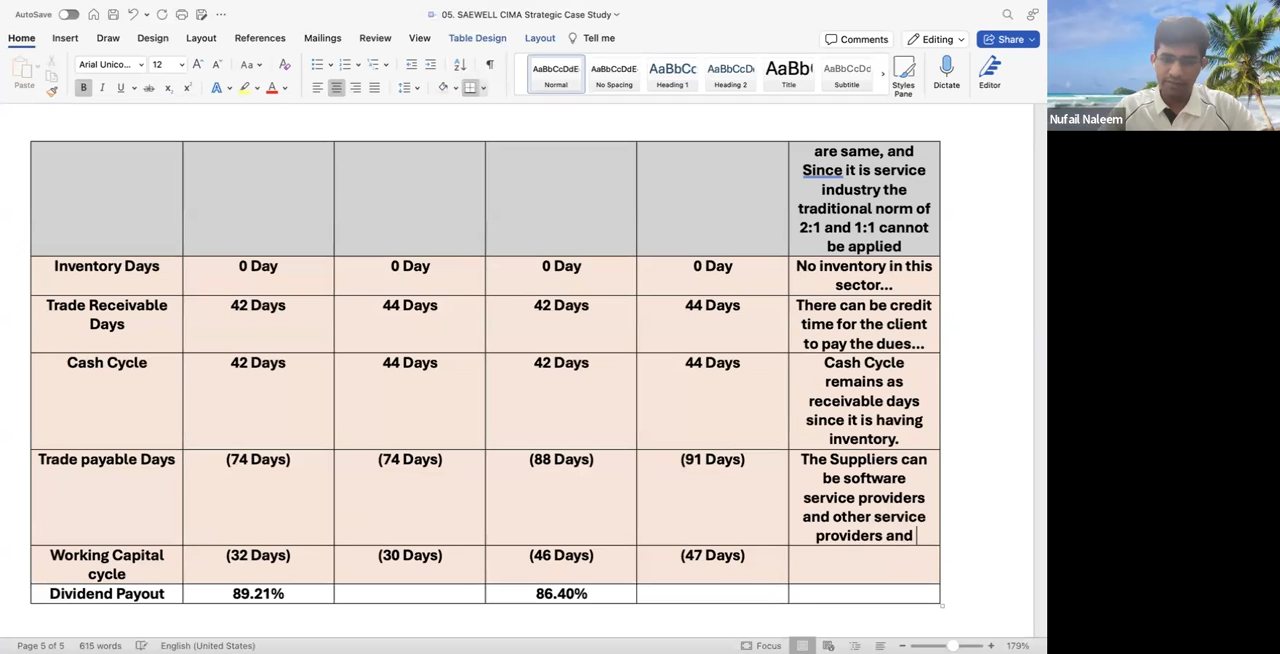 AutoSave
05. SAEWELL CIMA Strategic Case Study
Home Insert Draw Design Layout References Mailings Review View Table Design Layout Tell me
Comments Editing Share
Paste
Arial Unico... 12
AaBbCcDdE AaBbCcDdE AaBbCc AaBbCcD AaBb( AaBbCcDdE
Normal No Spacing Heading 1 Heading 2 Title Subtitle
Styles Pane
Dictate
Editor
Nufail Naleem
are same, and
Since it is service
industry the
traditional norm of
2:1 and 1:1 cannot
be applied
Inventory Days 0 Day 0 Day 0 Day 0 Day No inventory in this
sector...
Trade Receivable 42 Days 44 Days 42 Days 44 Days There can be credit
Days time for the client
to pay the dues...
Cash Cycle 42 Days 44 Days 42 Days 44 Days Cash Cycle
remains as
receivable days
since it is having
inventory.
Trade payable Days (74 Days) (74 Days) (88 Days) (91 Days) The Suppliers can
be software
service providers
and other service
providers and
Working Capital (32 Days) (30 Days) (46 Days) (47 Days)
cycle
Dividend Payout 89.21% 86.40%
Page 5 of 5 615 words English (United States) Focus 179%